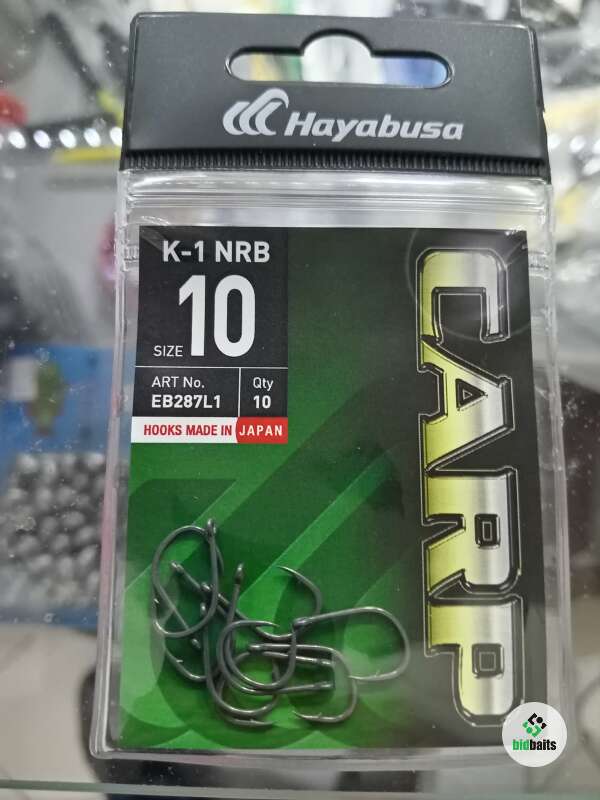 Hayabusa
K-1 NRB
SIZE 10
ART No.
EB287L1
Qty
10
HOOKS MADE IN JAPAN
CARP
bidbaits